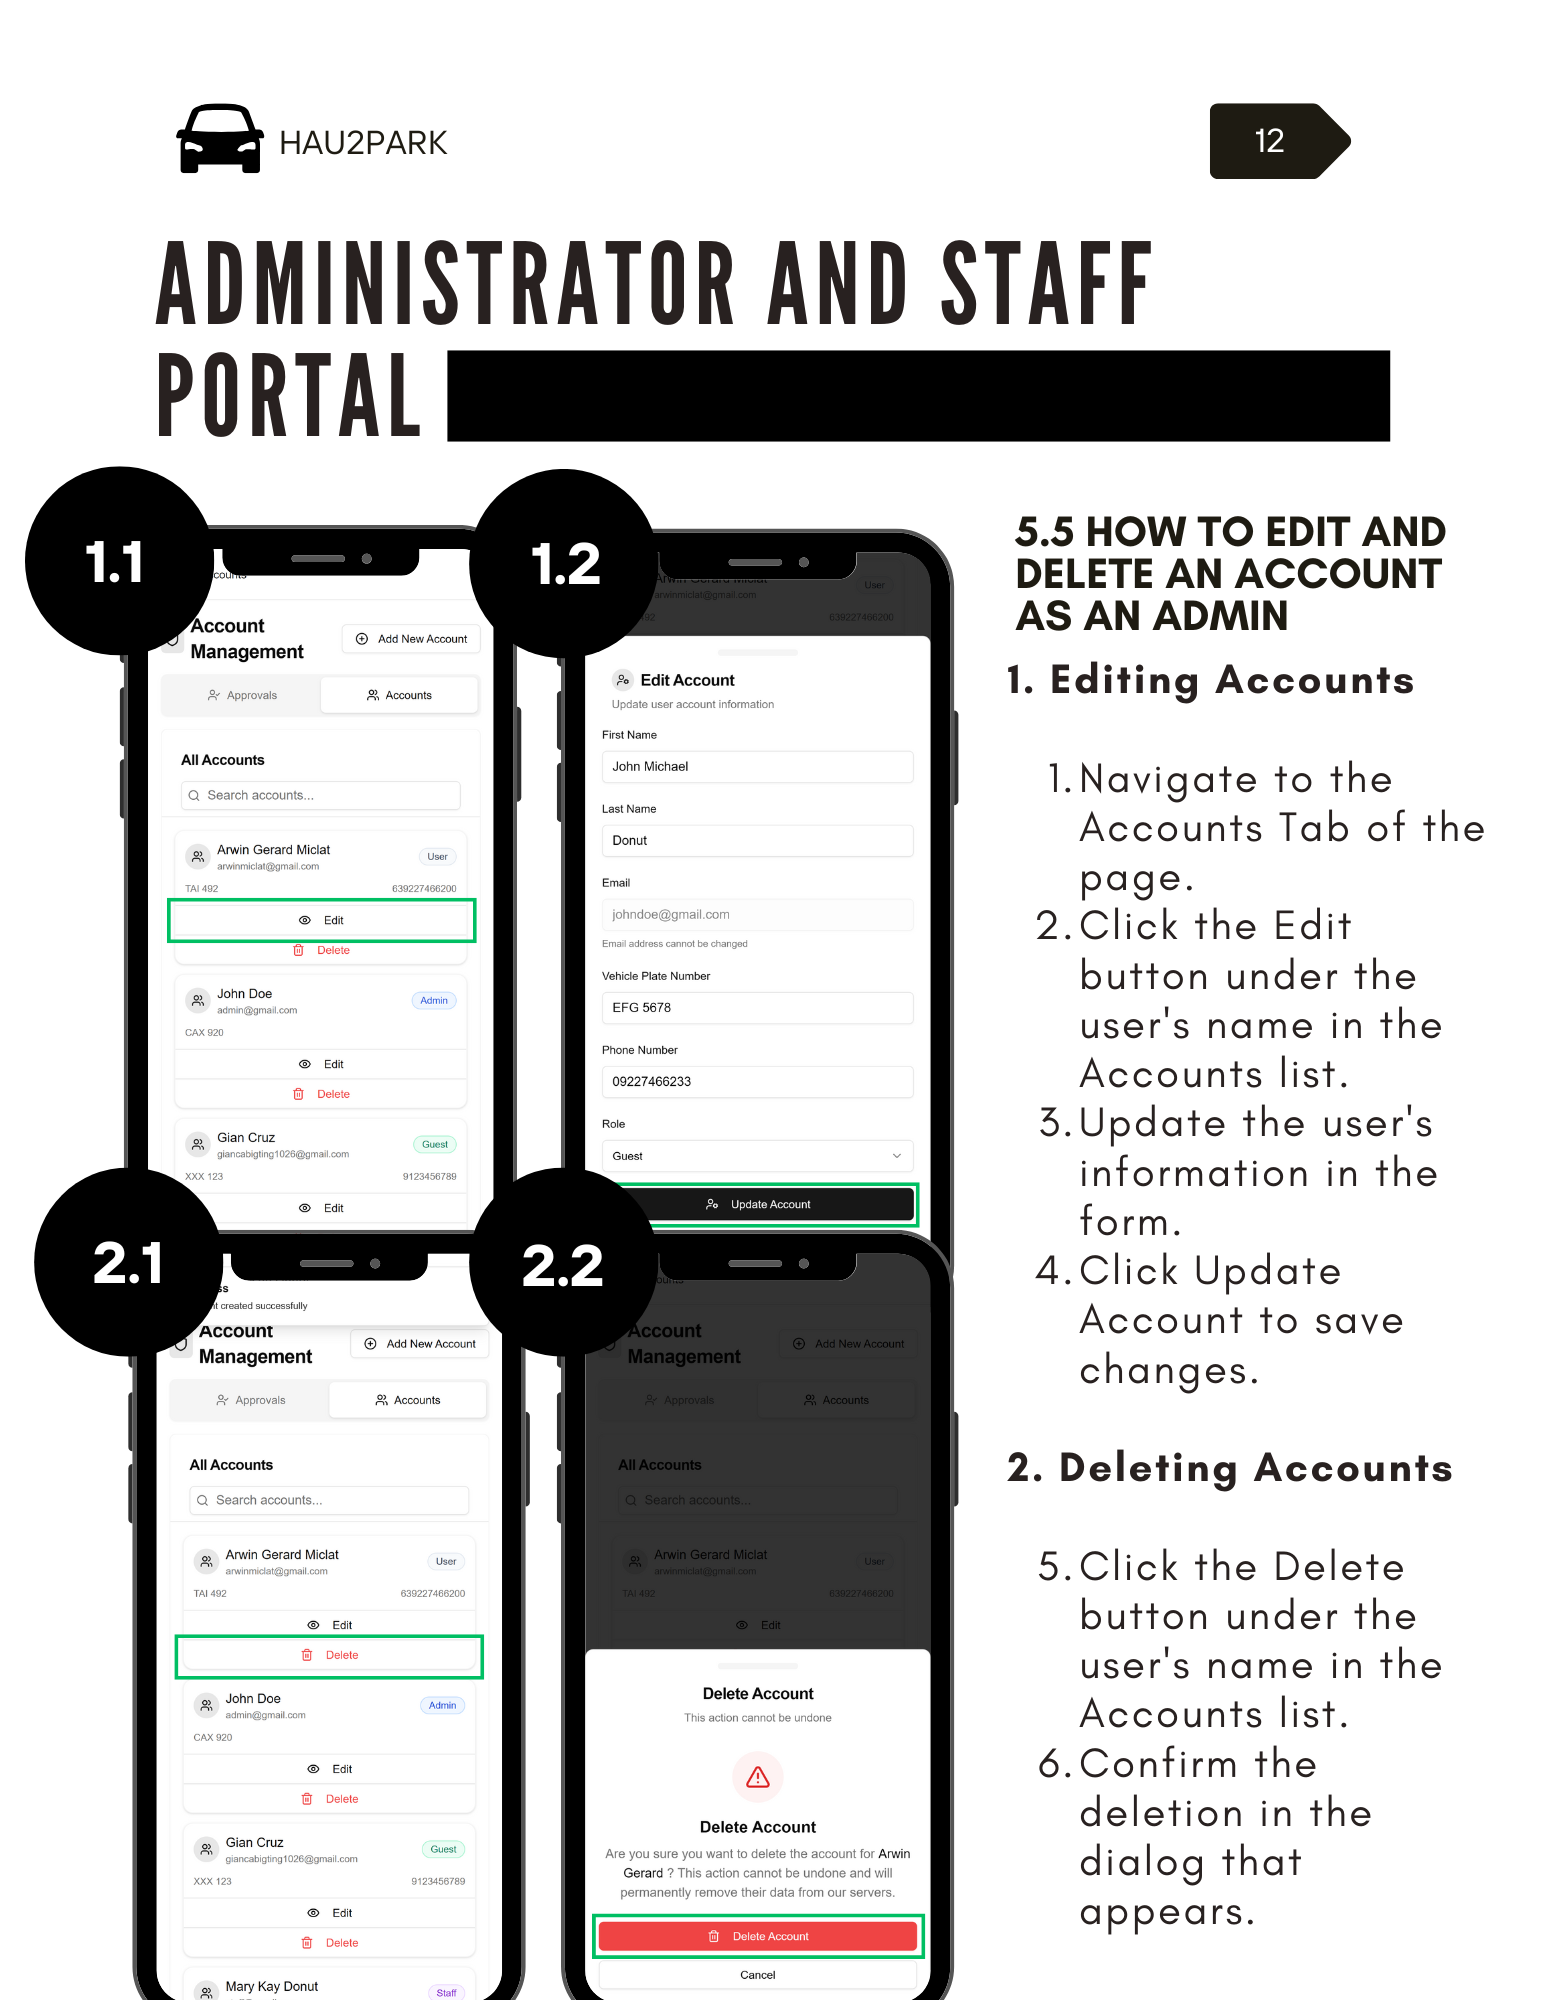 HAU2PARK
12
ADMINISTRATOR AND STAFF
PORTAL
1.1
counts
Account
Management
Add New Account
Approvals
Accounts
All Accounts
Search accounts...
Arwin Gerard Miclat
User
arwinmiclat@gmail.com
TAI 492
639227466200
Edit
Delete
John Doe
Admin
admin@gmail.com
CAX 920
Edit
Delete
Gian Cruz
Guest
giancabigting1026@gmail.com
XXX 123
9123456789
Edit
1.2
Arwin Gerard Miclat
User
arwinmiclat@gmail.com
492
639227466200
Edit Account
Update user account information
First Name
John Michael
Last Name
Donut
Email
johndoe@gmail.com
Email address cannot be changed
Vehicle Plate Number
EFG 5678
Phone Number
09227466233
Role
Guest
Update Account
2.1
ss
nt created successfully
Account
Management
Add New Account
Approvals
Accounts
All Accounts
Search accounts...
Arwin Gerard Miclat
User
arwinmiclat@gmail.com
TAI 492
639227466200
Edit
Delete
John Doe
Admin
admin@gmail.com
CAX 920
Edit
Delete
Gian Cruz
Guest
giancabigting1026@gmail.com
XXX 123
9123456789
Edit
Delete
Mary Kay Donut
Staff
2.2
ounts
Account
Management
Add New Account
Approvals
Accounts
All Accounts
Search accounts...
Arwin Gerard Miclat
User
arwinmiclat@gmail.com
TAI 492
639227466200
Edit
Delete Account
This action cannot be undone
Delete Account
Are you sure you want to delete the account for Arwin
Gerard ? This action cannot be undone and will
permanently remove their data from our servers.
Delete Account
Cancel
5.5 HOW TO EDIT AND
DELETE AN ACCOUNT
AS AN ADMIN
1. Editing Accounts
1. Navigate to the
Accounts Tab of the
page.
2. Click the Edit
button under the
user's name in the
Accounts list.
3. Update the user's
information in the
form.
4. Click Update
Account to save
changes.
2. Deleting Accounts
5. Click the Delete
button under the
user's name in the
Accounts list.
6. Confirm the
deletion in the
dialog that
appears.